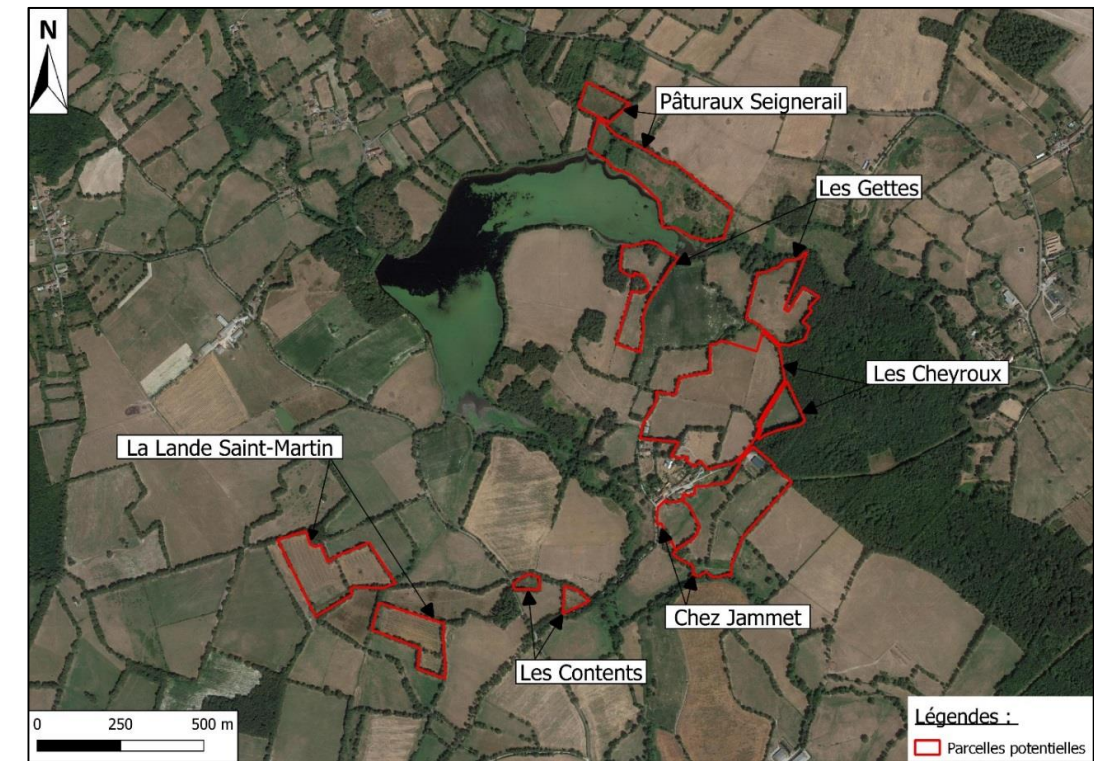 N
Pâturaux Seignerail
Les Gettes
Les Cheyroux
La Lande Saint-Martin
Chez Jammet
Les Contents
0 250 500 m
Légendes :
Parcelles potentielles